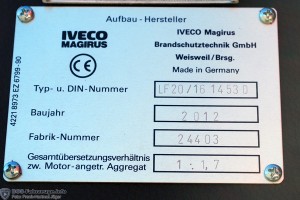 Aufbau - Hersteller
IVECO
MAGIRUS
IVECO Magirus
Brandschutztechnik GmbH
Weisweil/Brsg.
Made in Germany
CE
4221 8973 EZ 6799-90
Typ- u. DIN-Nummer LF20/16 14530
Baujahr 2012
Fabrik-Nummer 24403
Gesamtübersetzungsverhältnis
zw. Motor-angetr. Aggregat 1:1,7